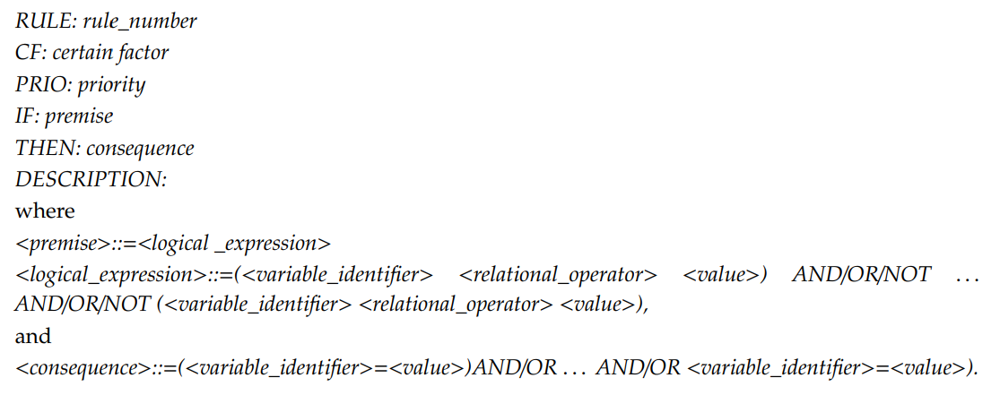 RULE: rule_number
CF: certain factor
PRIO: priority
IF: premise
THEN: consequence
DESCRIPTION:
where
<premise>::=<logical _expression>
<logical_expression>::=(<variable_identifier> <relational_operator> <value>) AND/OR/NOT ...
AND/OR/NOT (<variable_identifier> <relational_operator> <value>),
and
<consequence>::=(<variable_identifier>=<value>)AND/OR ... AND/OR <variable_identifier>=<value>).